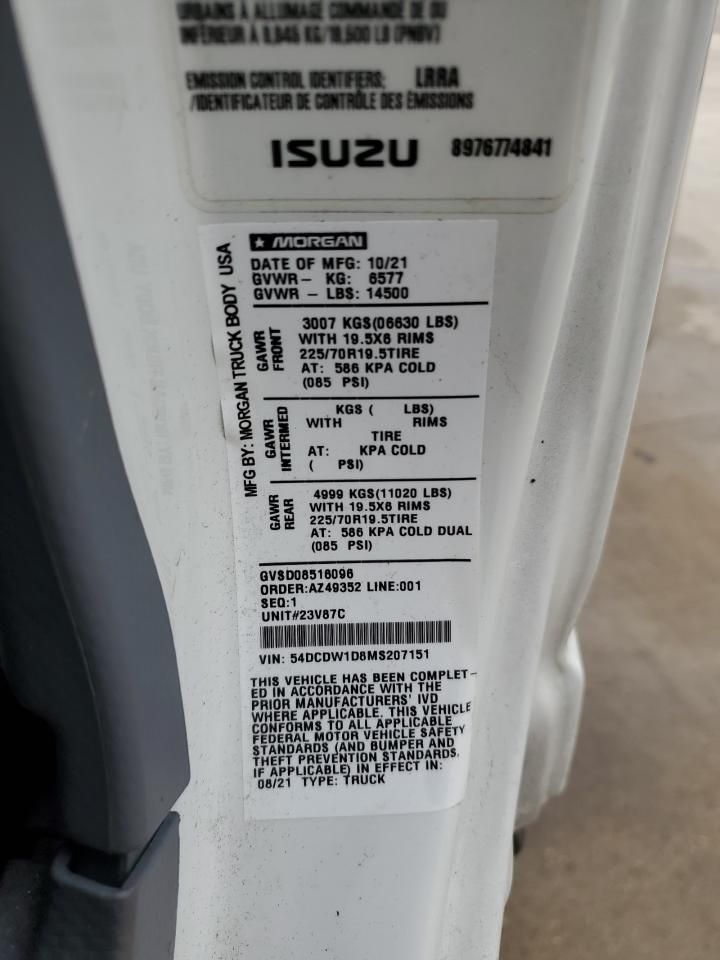 URBAINS À ALLUMAGE COMMANDÉ DE DU
INFÉRIEUR À 8,845 KG/19,500 LB (PNBV)
EMISSION CONTROL IDENTIFIERS: LRRA
/IDENTIFICATEUR DE CONTRÔLE DES ÉMISSIONS
ISUZU 8976774841
MORGAN
MFG BY: MORGAN TRUCK BODY USA
DATE OF MFG: 10/21
GVWR- KG: 6577
GVWR - LBS: 14500
GAWR FRONT
3007 KGS(06630 LBS)
WITH 19.5X6 RIMS
225/70R19.5TIRE
AT: 586 KPA COLD
(085 PSI)
GAWR INTERMED
KGS ( LBS)
WITH RIMS
TIRE
AT: KPA COLD
( PSI)
GAWR REAR
4999 KGS(11020 LBS)
WITH 19.5X6 RIMS
225/70R19.5TIRE
AT: 586 KPA COLD DUAL
(085 PSI)
GVSD08516096
ORDER:AZ49352 LINE:001
SEQ:1
UNIT#23V87C
VIN: 54DCDW1D8MS207151
THIS VEHICLE HAS BEEN COMPLET-
ED IN ACCORDANCE WITH THE
PRIOR MANUFACTURERS' IVD
WHERE APPLICABLE. THIS VEHICLE
CONFORMS TO ALL APPLICABLE
FEDERAL MOTOR VEHICLE SAFETY
STANDARDS (AND BUMPER AND
THEFT PREVENTION STANDARDS,
IF APPLICABLE) IN EFFECT IN:
08/21 TYPE: TRUCK